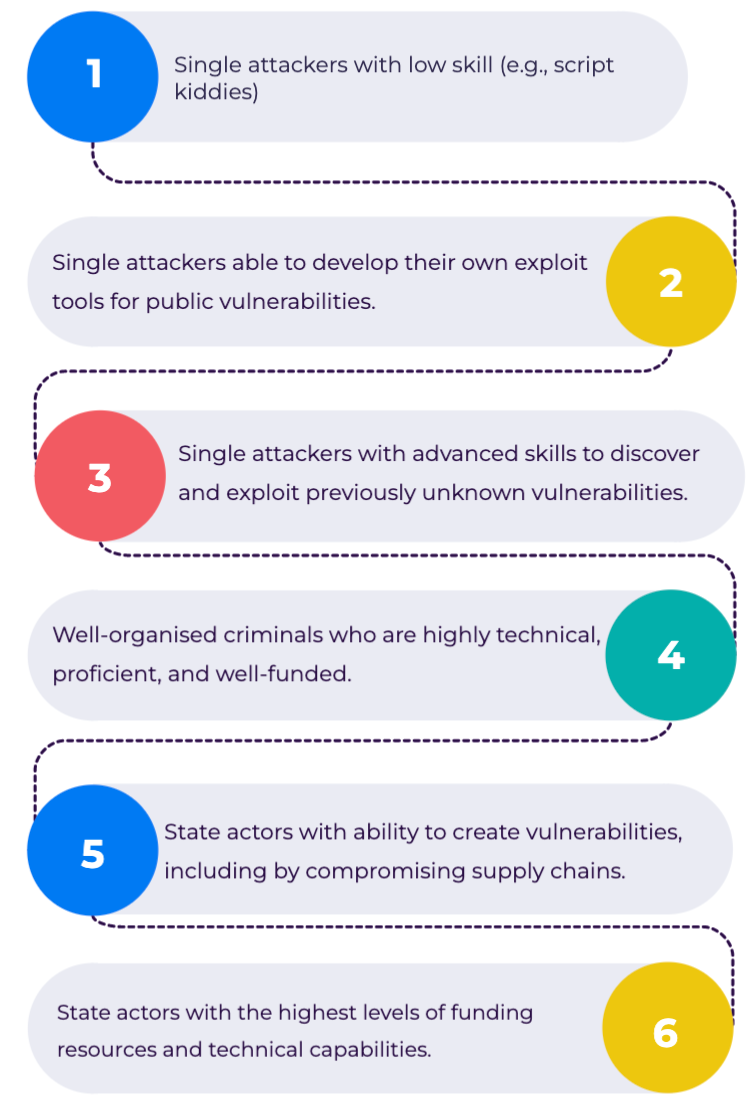 1
Single attackers with low skill (e.g., script
kiddies)
Single attackers able to develop their own exploit
tools for public vulnerabilities.
2
3
Single attackers with advanced skills to discover
and exploit previously unknown vulnerabilities.
Well-organised criminals who are highly technical,
proficient, and well-funded.
4
5
State actors with ability to create vulnerabilities,
including by compromising supply chains.
State actors with the highest levels of funding
resources and technical capabilities.
6